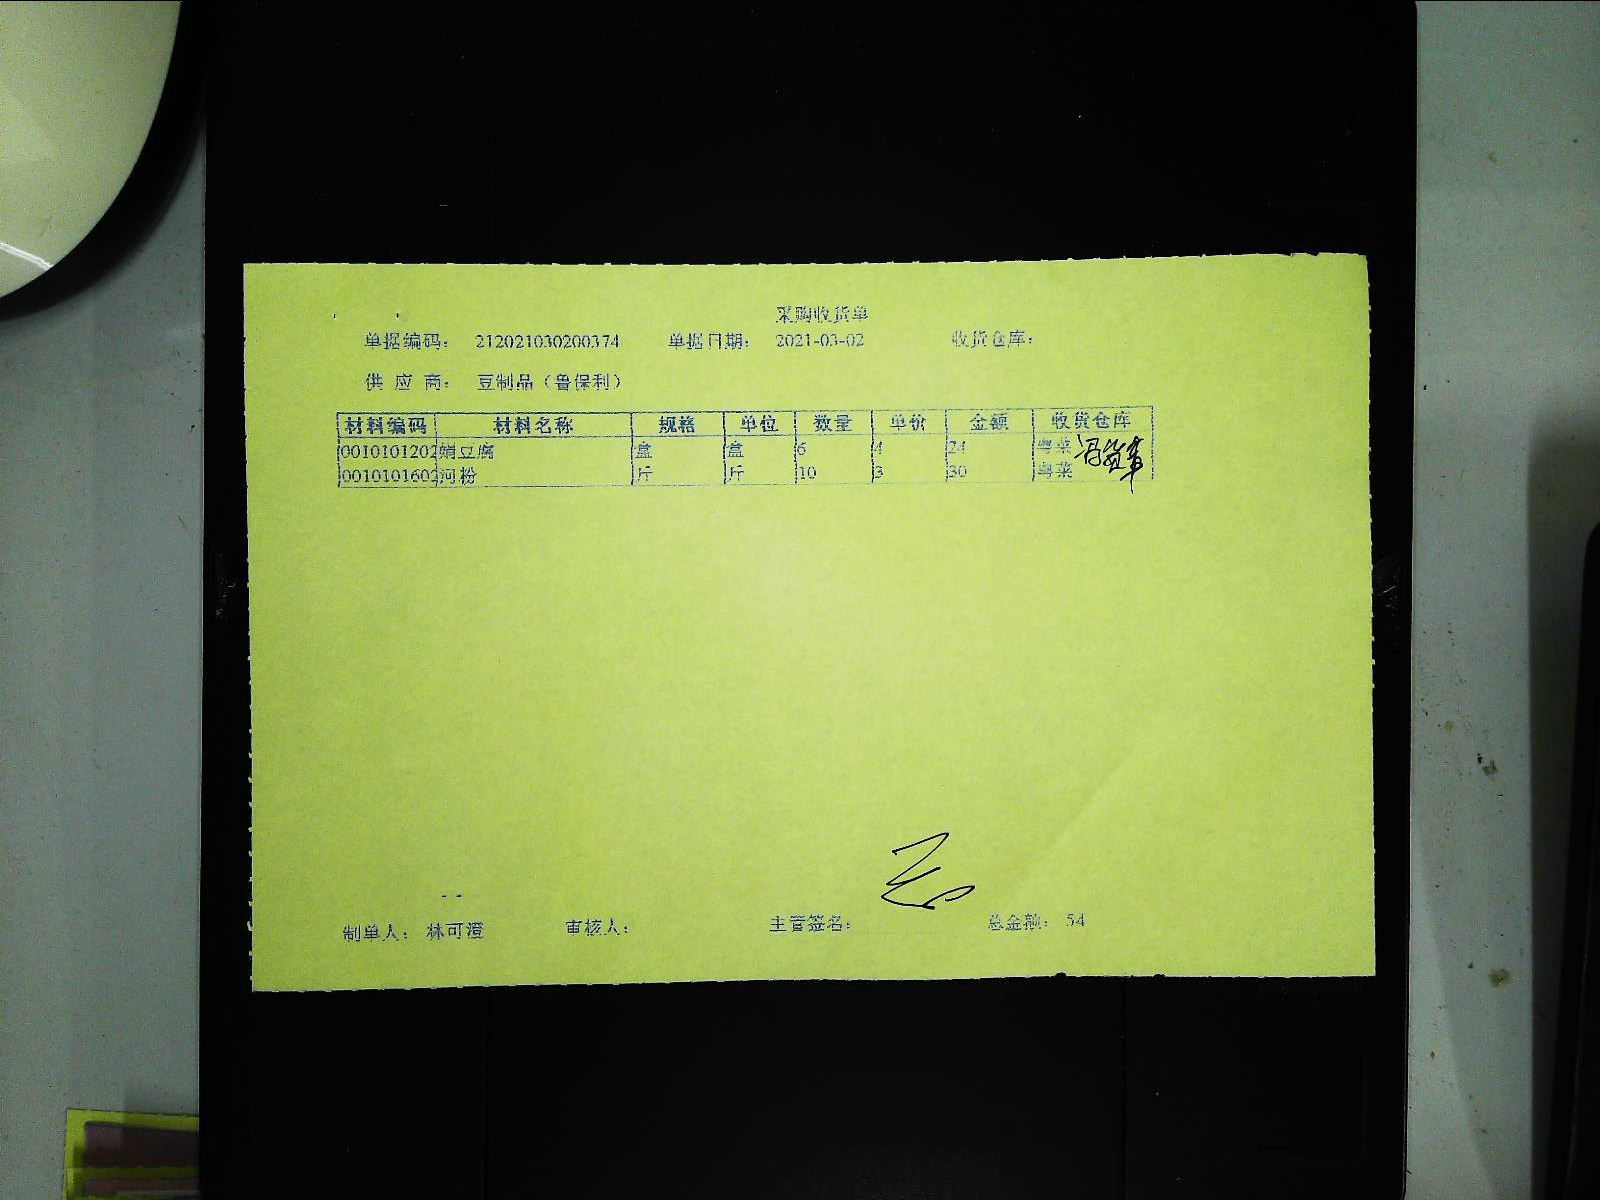 采购收货单
单据编码： 212021030200374 单据日期： 2021-03-02 收货仓库：
供 应 商： 豆制品（鲁保利）
材料编码 材料名称 规格 单位 数量 单价 金额 收货仓库
0010101202 娟豆腐 盒 盒 6 4 24 粤菜
0010101602 河粉 斤 斤 10 3 30 粤菜
制单人： 林可澄 审核人： 主管签名： 总金额： 54